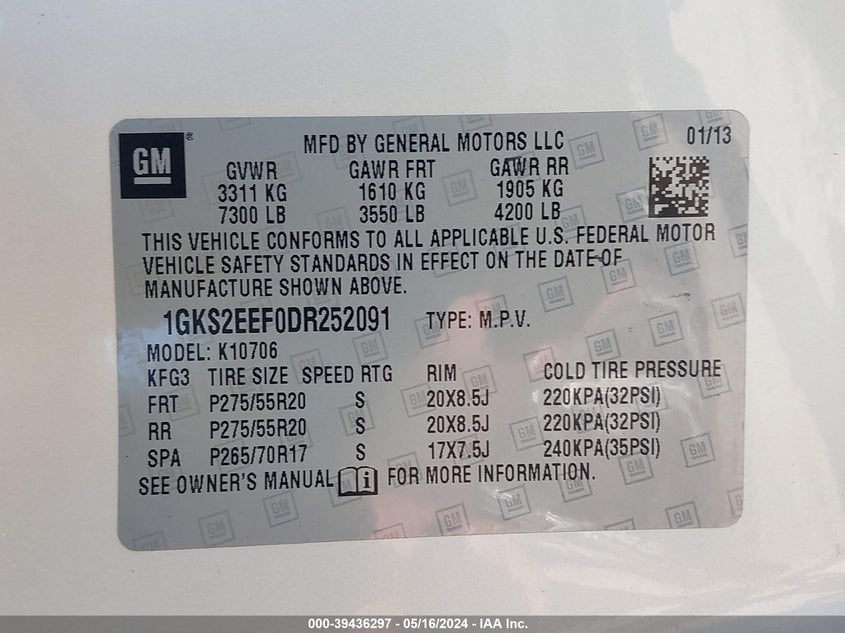 GM
®
MFD BY GENERAL MOTORS LLC 01/13
GVWR GAWR FRT GAWR RR
3311 KG 1610 KG 1905 KG
7300 LB 3550 LB 4200 LB
THIS VEHICLE CONFORMS TO ALL APPLICABLE U.S. FEDERAL MOTOR
VEHICLE SAFETY STANDARDS IN EFFECT ON THE DATE OF
MANUFACTURE SHOWN ABOVE.
1GKS2EEF0DR252091 TYPE: M.P.V.
MODEL: K10706
KFG3 TIRE SIZE SPEED RTG RIM COLD TIRE PRESSURE
FRT P275/55R20 S 20X8.5J 220KPA(32PSI)
RR P275/55R20 S 20X8.5J 220KPA(32PSI)
SPA P265/70R17 S 17X7.5J 240KPA(35PSI)
SEE OWNER'S MANUAL i FOR MORE INFORMATION.
000-39436297 - 05/16/2024 - IAA Inc.